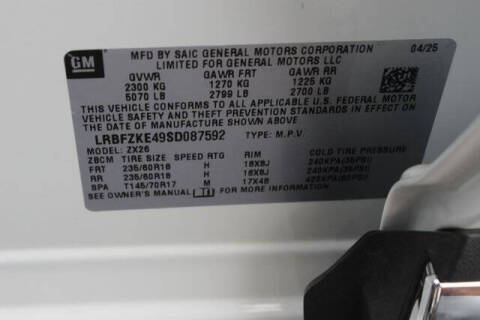 GM
MFD BY SAIC GENERAL MOTORS CORPORATION 04/25
LIMITED FOR GENERAL MOTORS LLC
GVWR GAWR FRT GAWR RR
2300 KG 1270 KG 1225 KG
5070 LB 2799 LB 2700 LB
THIS VEHICLE CONFORMS TO ALL APPLICABLE U.S. FEDERAL MOTOR
VEHICLE SAFETY AND THEFT PREVENTION STANDARDS IN EFFECT
ON THE DATE OF MANUFACTURE SHOWN ABOVE.
LRBFZKE49SD087592 TYPE: M.P.V
MODEL: ZX26
ZBCM TIRE SIZE SPEED RTG RIM COLD TIRE PRESSURE
FRT 235/60R18 H 18X8J 240KPA(35PSI)
RR 235/60R18 H 18X8J 240KPA(35PSI)
SPA T145/70R17 M 17X4B 420KPA(60PSI)
SEE OWNER'S MANUAL